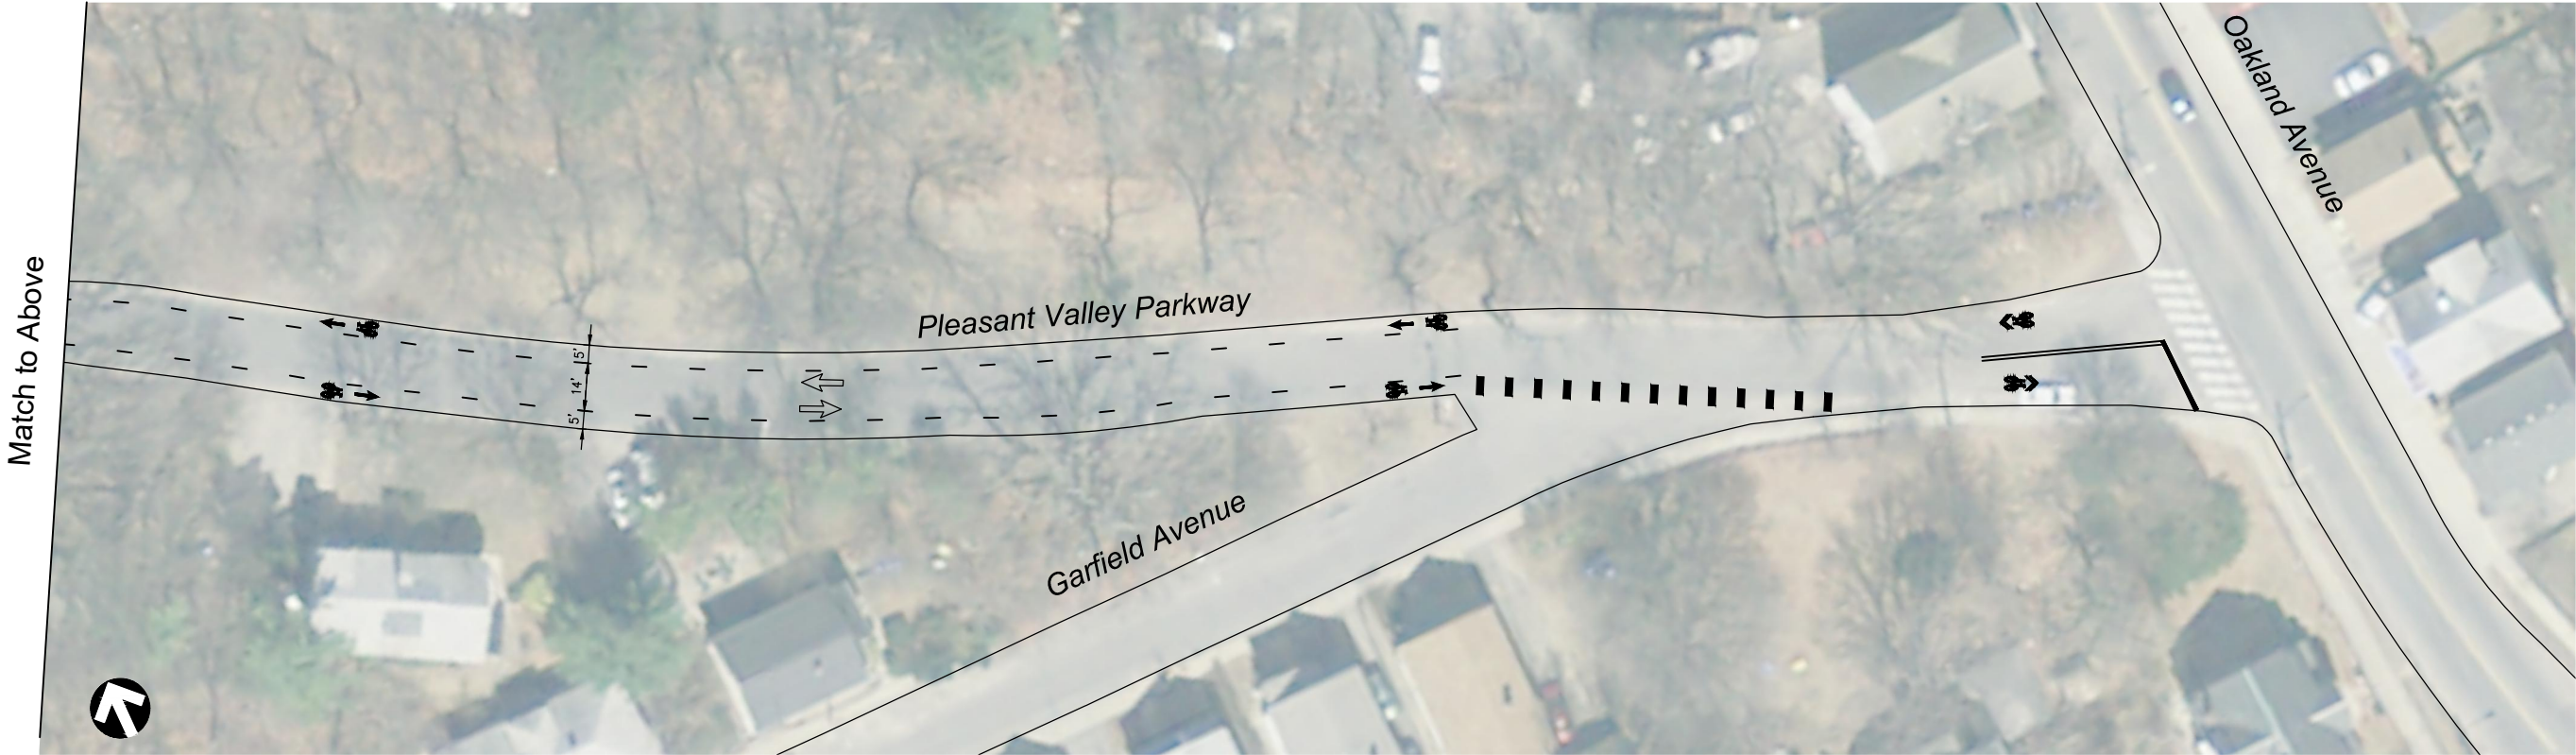 Match to Above
5'
14'
5'
Pleasant Valley Parkway
Garfield Avenue
Oakland Avenue